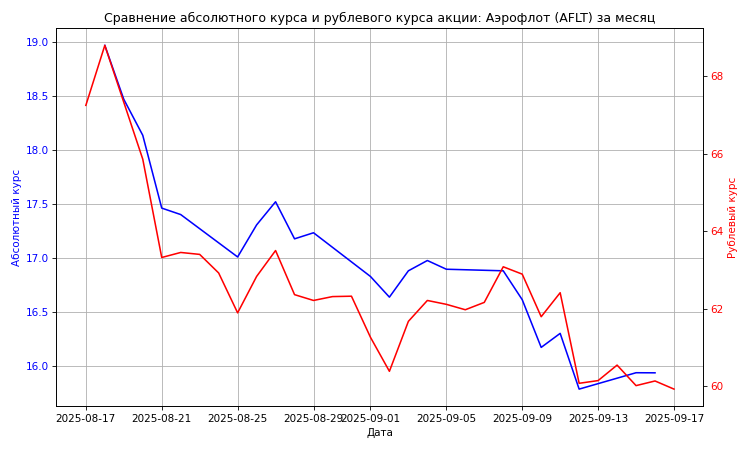 Сравнение абсолютного курса и рублевого курса акции: Аэрофлот (AFLT) за месяц
19.0
18.5
18.0
17.5
17.0
16.5
16.0
Абсолютный курс
68
66
64
62
60
Рублевый курс
2025-08-17 2025-08-21 2025-08-25 2025-08-29 2025-09-01 2025-09-05 2025-09-09 2025-09-13 2025-09-17
Дата